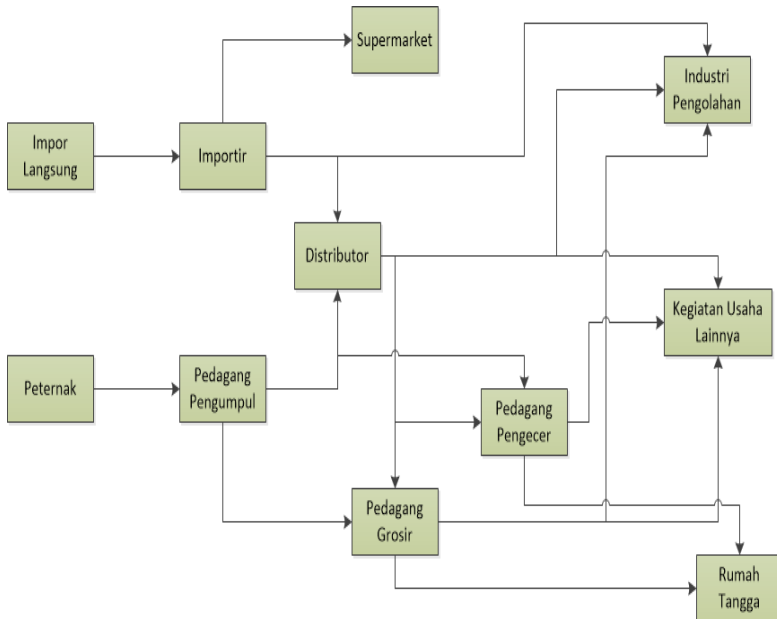 Supermarket
Industri
Pengolahan
Impor
Langsung
Importir
Distributor
Kegiatan Usaha
Lainnya
Peternak
Pedagang
Pengumpul
Pedagang
Pengecer
Pedagang
Grosir
Rumah
Tangga